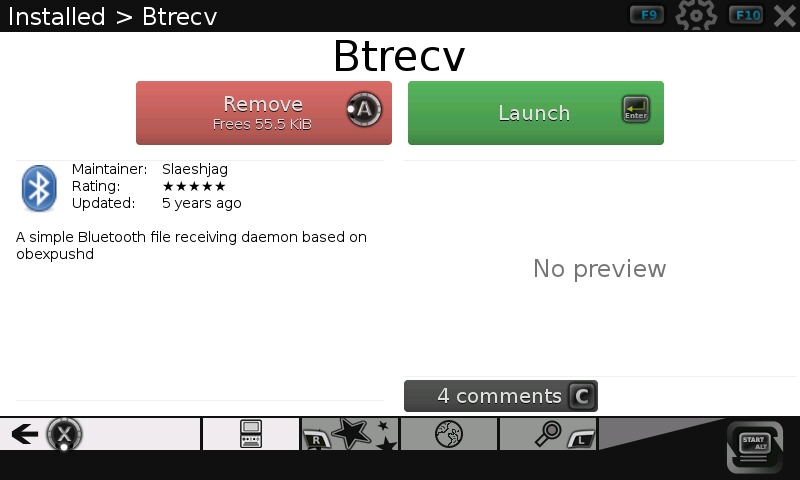 Installed > Btrecv
F9
F10
Btrecv
Remove
Frees 55.5 KiB
A
Launch
Enter
Maintainer: Slaeshjag
Rating: ★★★★★
Updated: 5 years ago
A simple Bluetooth file receiving daemon based on
obexpushd
No preview
4 comments C
X
R
L
START
ALT